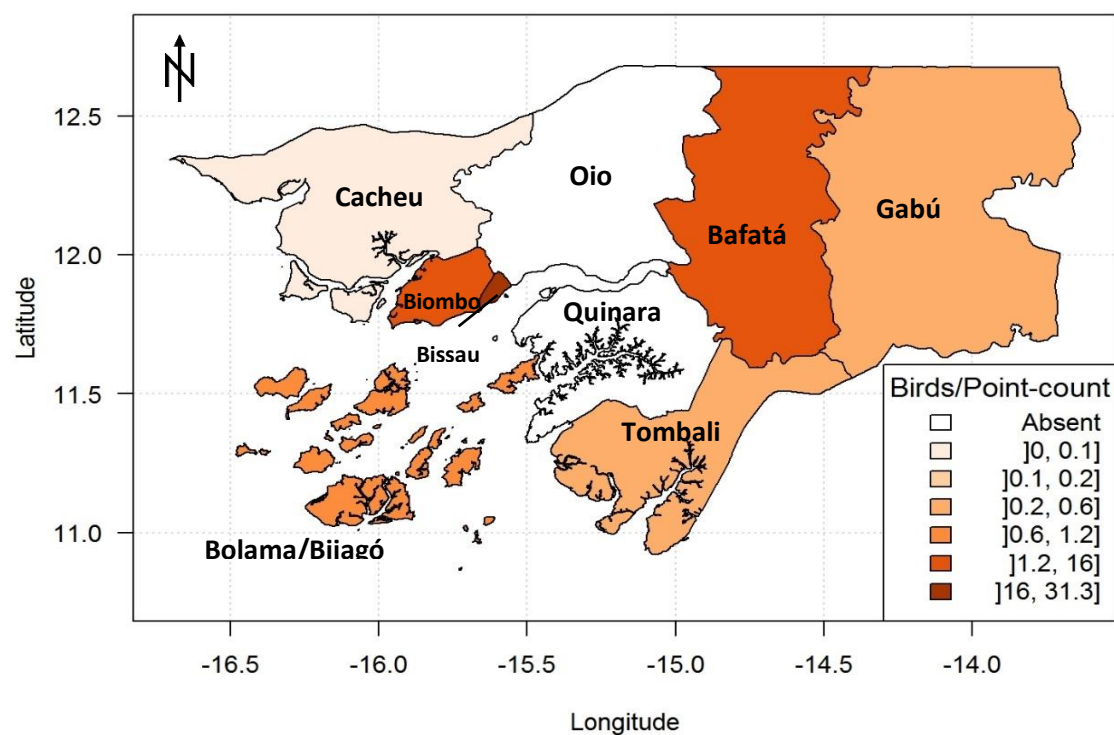 N
12.5
12.0
11.5
11.0
Latitude
Cacheu
Oio
Bafatá
Gabú
Biombo
Quinara
Bissau
Tombali
Bolama/Bijagó
Birds/Point-count
Absent
]0, 0.1]
]0.1, 0.2]
]0.2, 0.6]
]0.6, 1.2]
]1.2, 16]
]16, 31.3]
-16.5 -16.0 -15.5 -15.0 -14.5 -14.0
Longitude